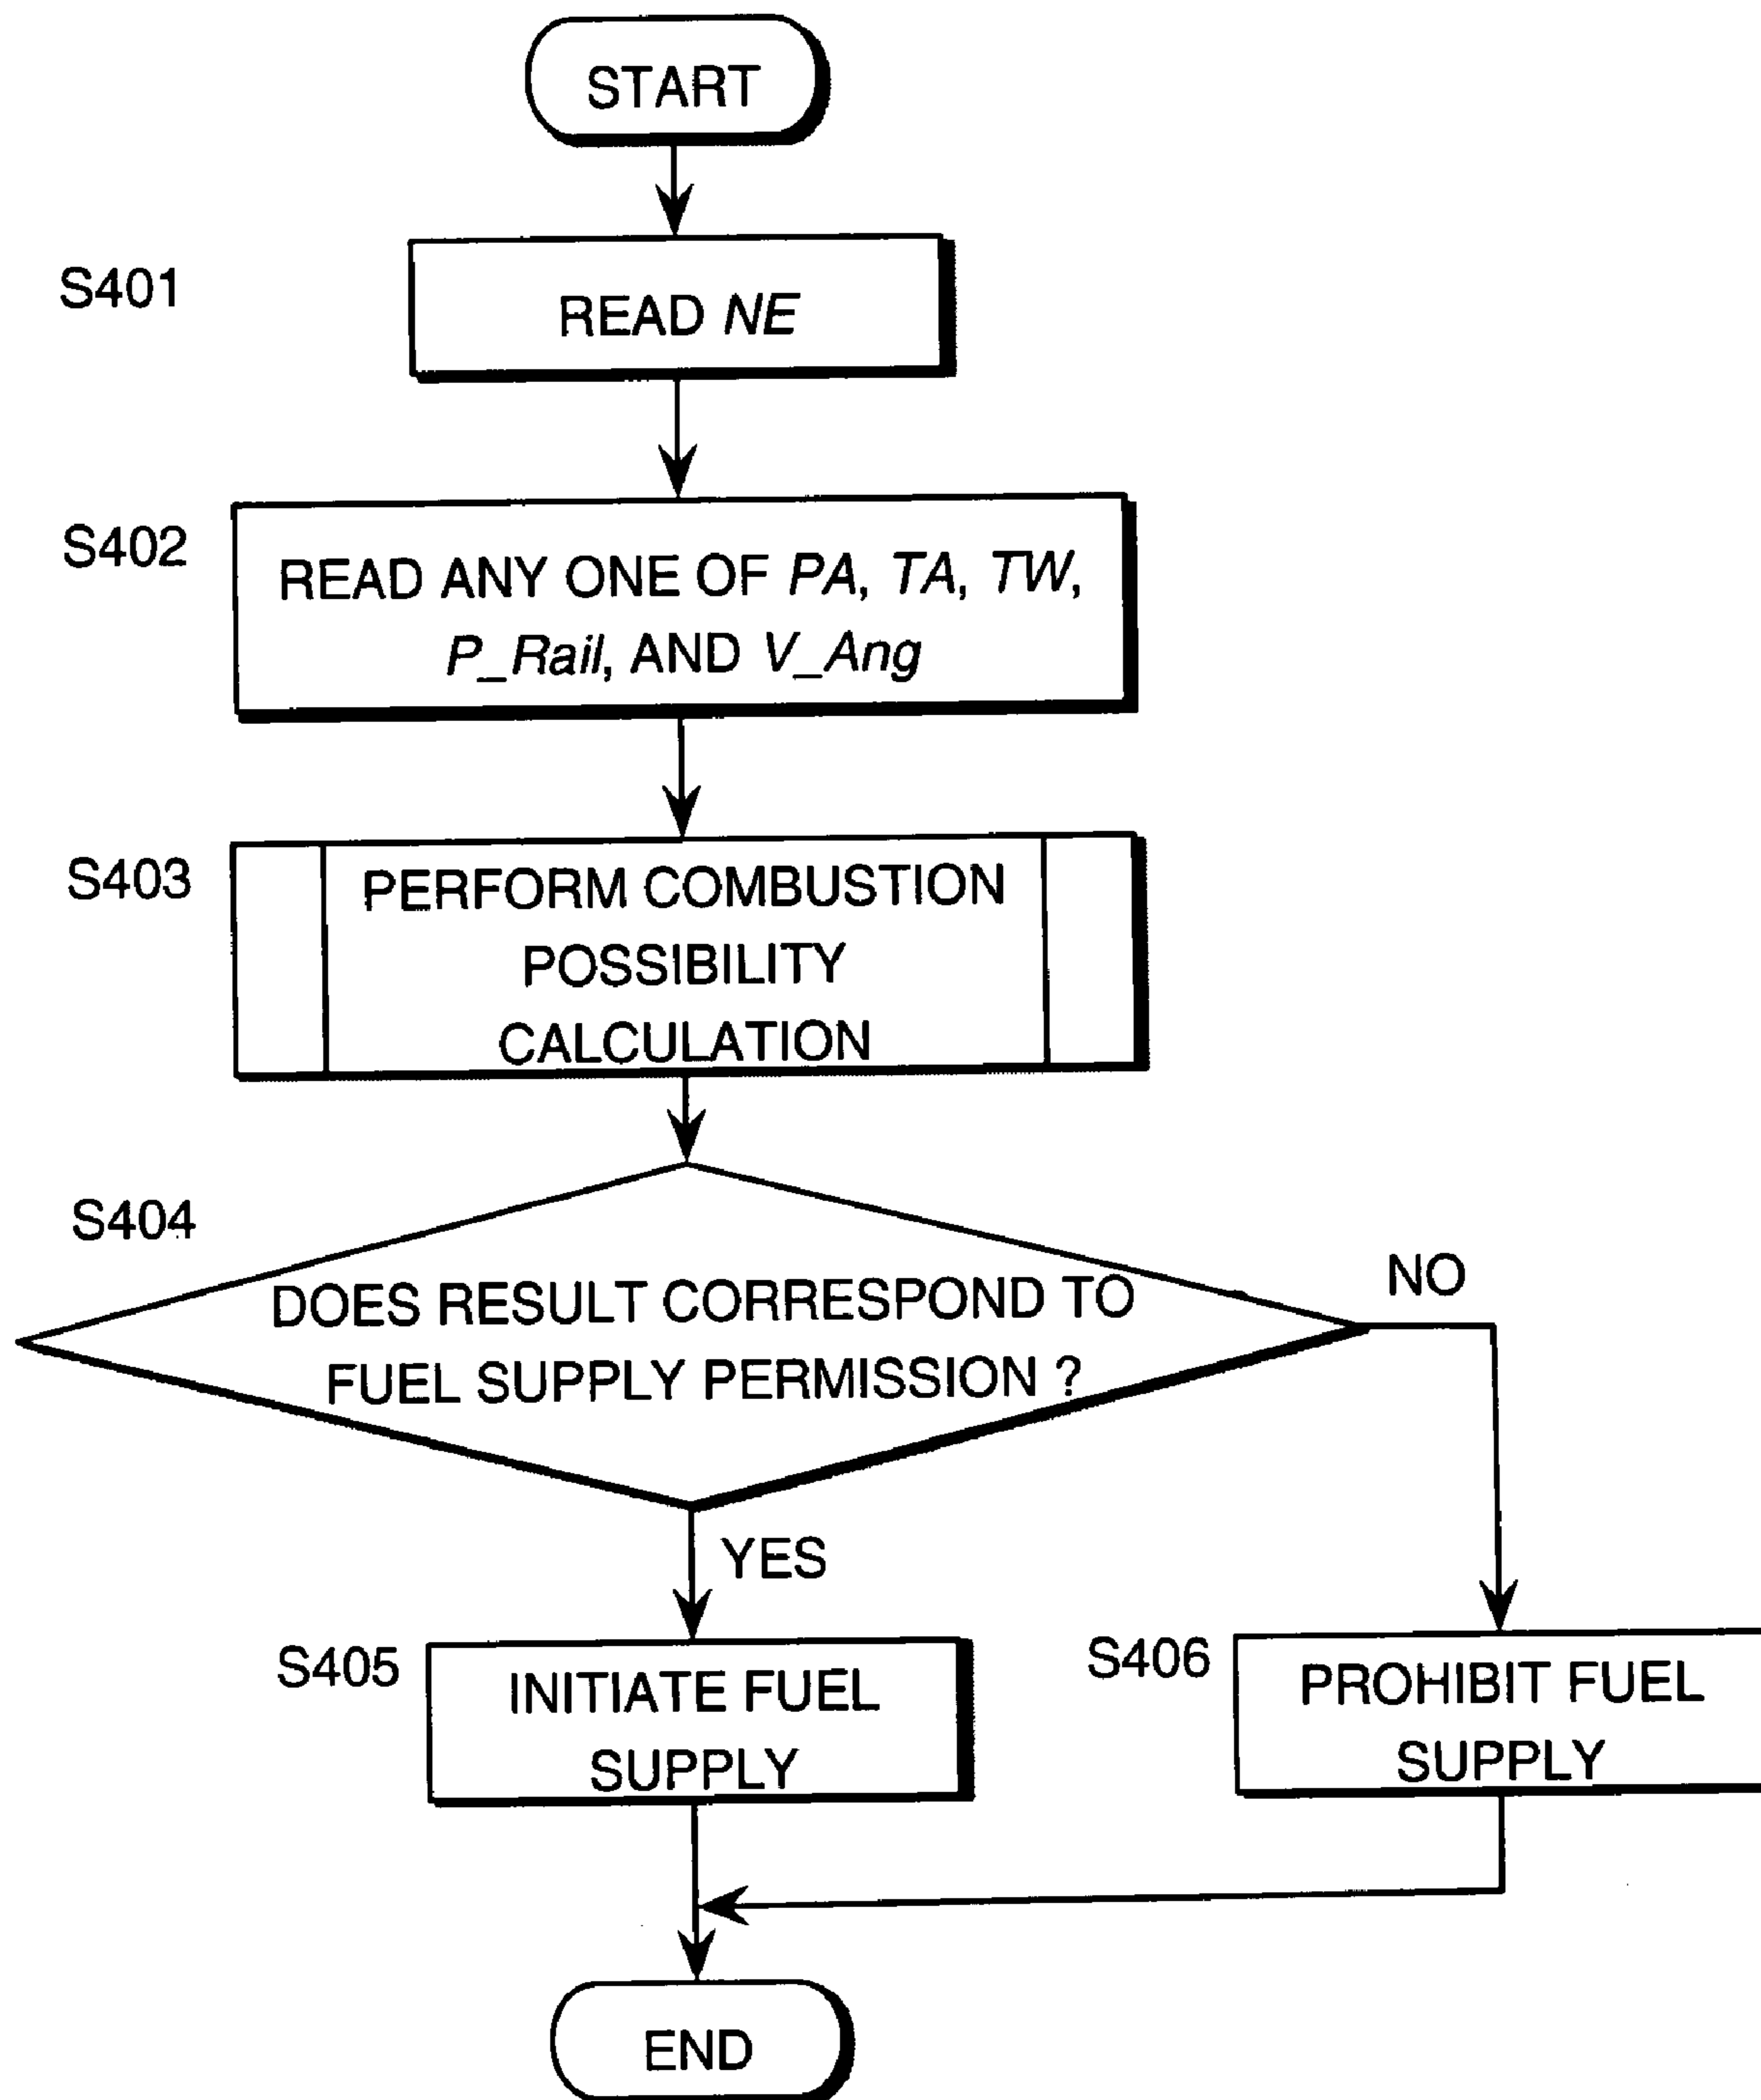 START
S401
READ NE
S402
READ ANY ONE OF PA, TA, TW,
P_Rail, AND V_Ang
S403
PERFORM COMBUSTION
POSSIBILITY
CALCULATION
S404
DOES RESULT CORRESPOND TO
FUEL SUPPLY PERMISSION ?
NO
YES
S405
INITIATE FUEL
SUPPLY
S406
PROHIBIT FUEL
SUPPLY
END